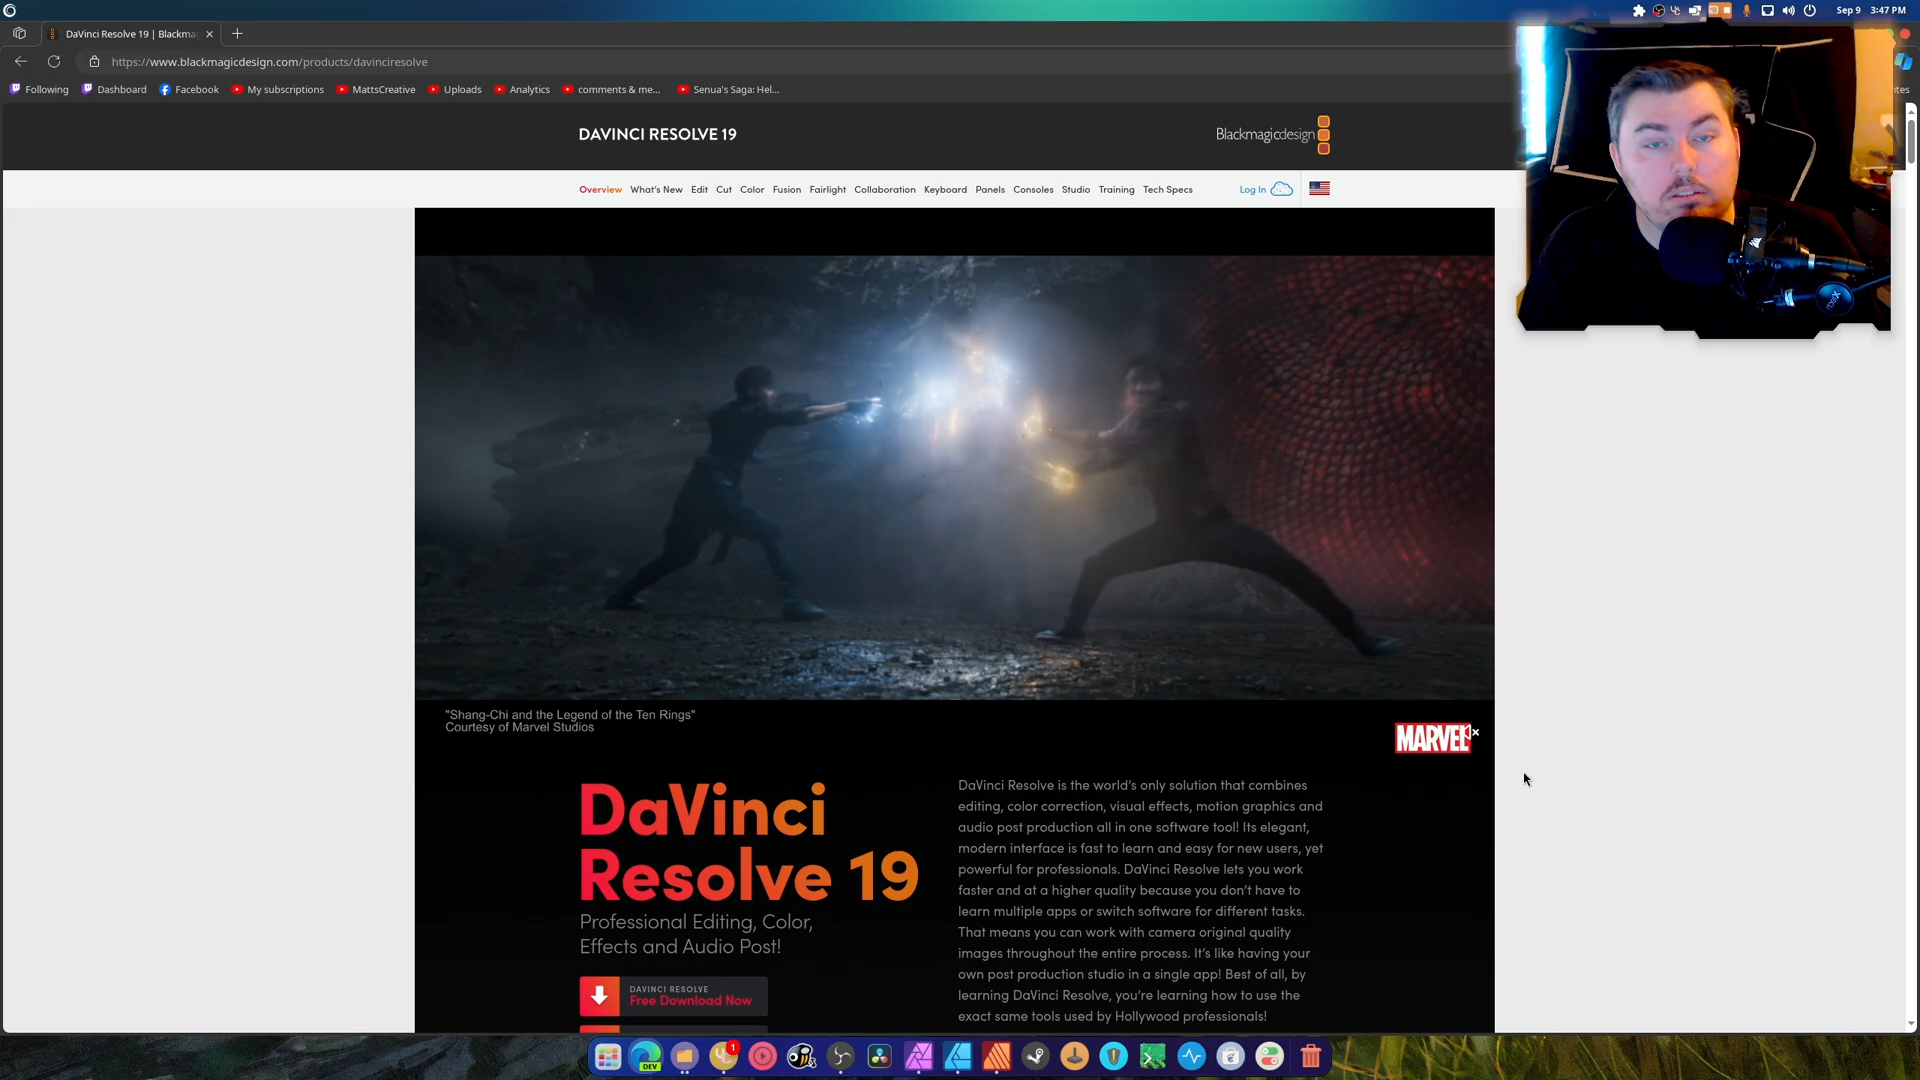 Sep 9 3:47 PM
DaVinci Resolve 19 | Blackma
https://www.blackmagicdesign.com/products/davinciresolve
Following
Dashboard
Facebook
My subscriptions
MattsCreative
Uploads
Analytics
comments & me...
Senua's Saga: Hel...
DAVINCI RESOLVE 19
Blackmagicdesign
Overview
What's New
Edit
Cut
Color
Fusion
Fairlight
Collaboration
Keyboard
Panels
Consoles
Studio
Training
Tech Specs
Log In
"Shang-Chi and the Legend of the Ten Rings"
Courtesy of Marvel Studios
MARVEL
DaVinci
Resolve 19
Professional Editing, Color,
Effects and Audio Post!
DAVINCI RESOLVE
Free Download Now
DaVinci Resolve is the world's only solution that combines
editing, color correction, visual effects, motion graphics and
audio post production all in one software tool! Its elegant,
modern interface is fast to learn and easy for new users, yet
powerful for professionals. DaVinci Resolve lets you work
faster and at a higher quality because you don't have to
learn multiple apps or switch software for different tasks.
That means you can work with camera original quality
images throughout the entire process. It's like having your
own post production studio in a single app! Best of all, by
learning DaVinci Resolve, you're learning how to use the
exact same tools used by Hollywood professionals!
DEV
1